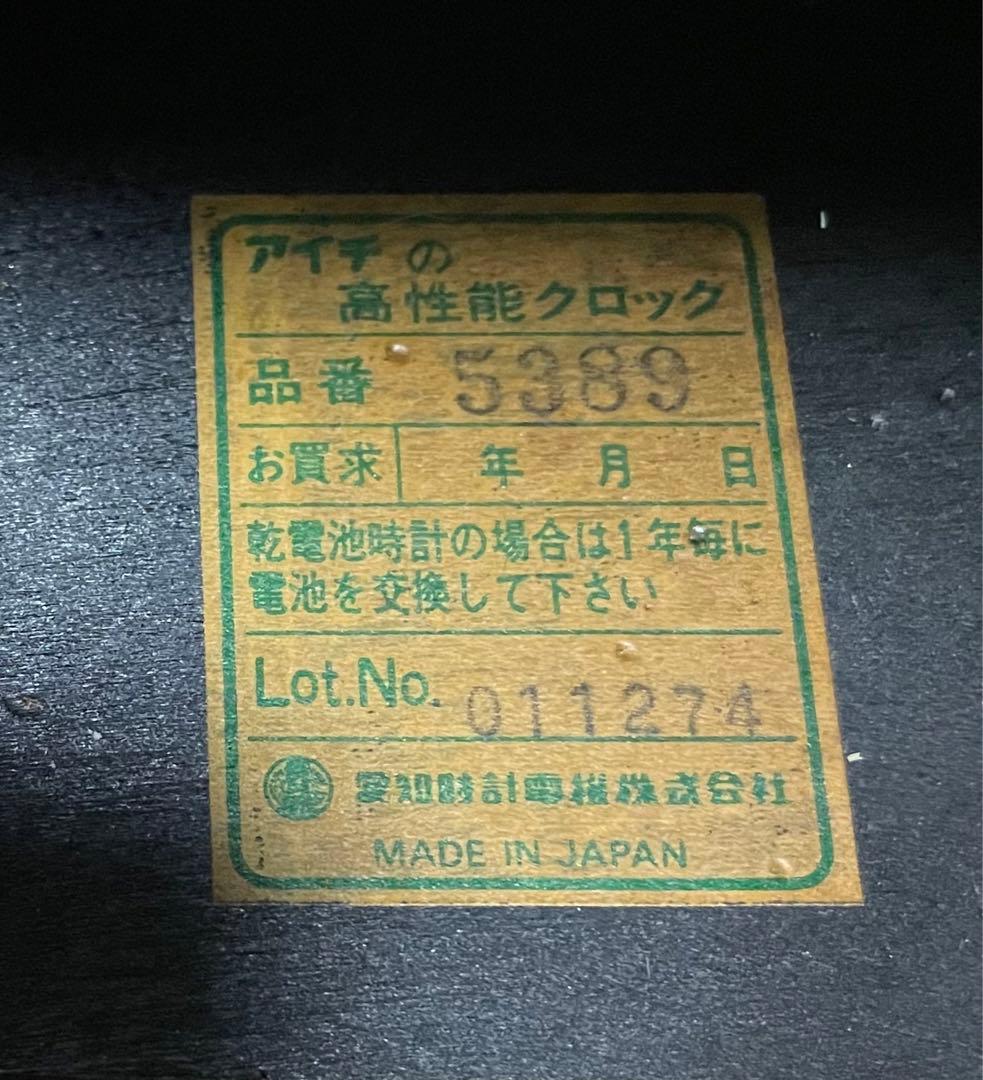 アイチの
高性能クロック
品番 5389
お買求 年 月 日
乾電池時計の場合は1年毎に
電池を交換して下さい
Lot.No. 011274
愛知時計電機株式会社
MADE IN JAPAN